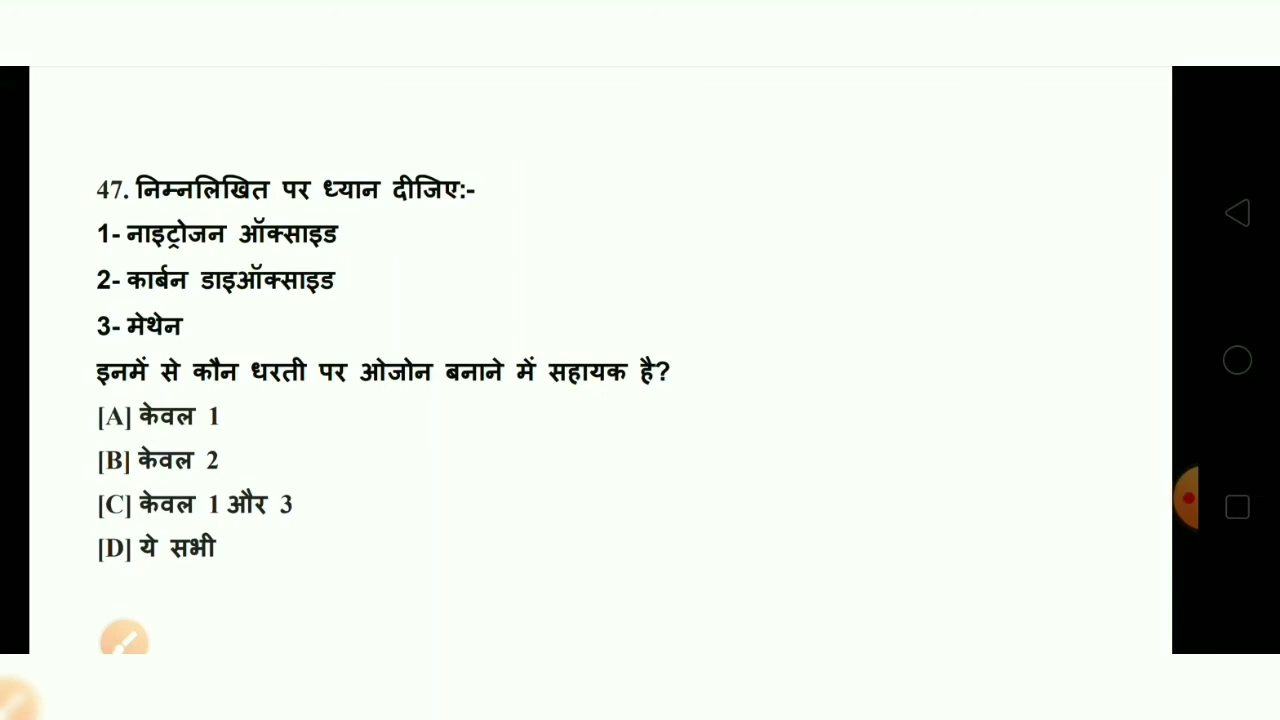 47. निम्नलिखित पर ध्यान दीजिए:-
1- नाइट्रोजन ऑक्साइड
2- कार्बन डाइऑक्साइड
3- मेथेन
इनमें से कौन धरती पर ओजोन बनाने में सहायक है?
[A] केवल 1
[B] केवल 2
[C] केवल 1 और 3
[D] ये सभी